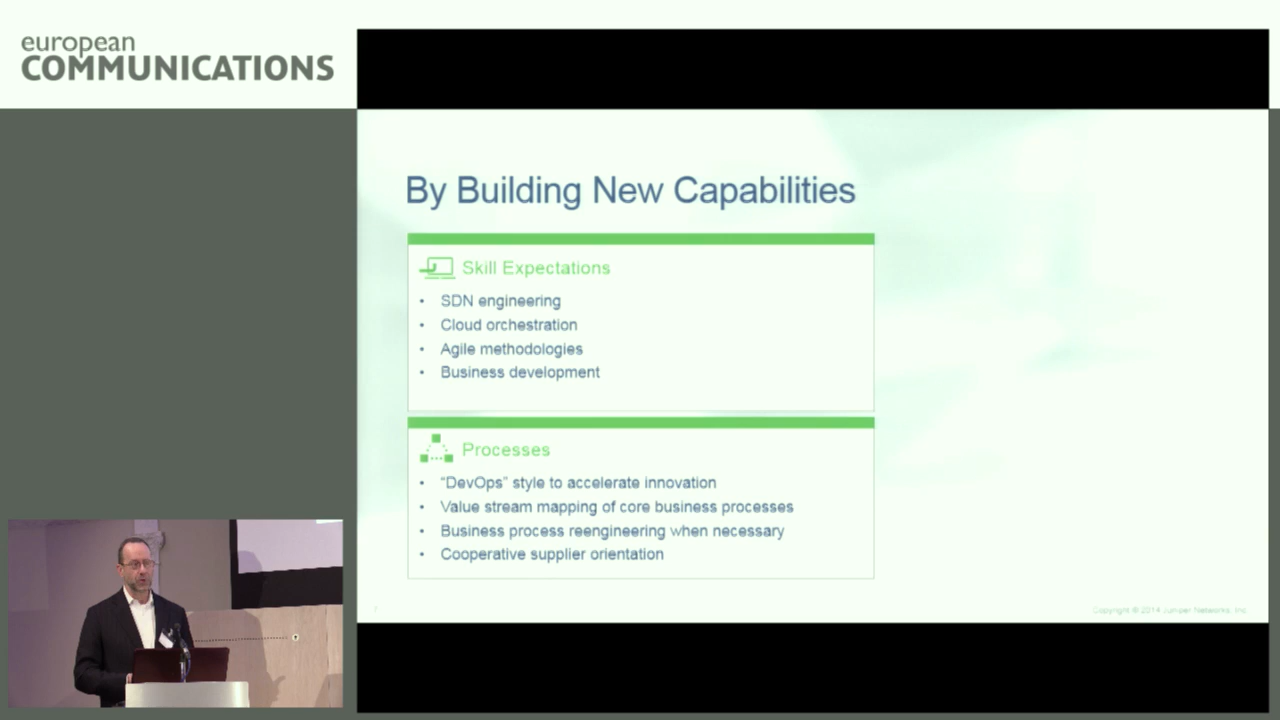 european
COMMUNICATIONS
By Building New Capabilities
Skill Expectations
• SDN engineering
• Cloud orchestration
• Agile methodologies
• Business development
Processes
• “DevOps” style to accelerate innovation
• Value stream mapping of core business processes
• Business process reengineering when necessary
• Cooperative supplier orientation
7
Copyright © 2014 Juniper Networks, Inc.